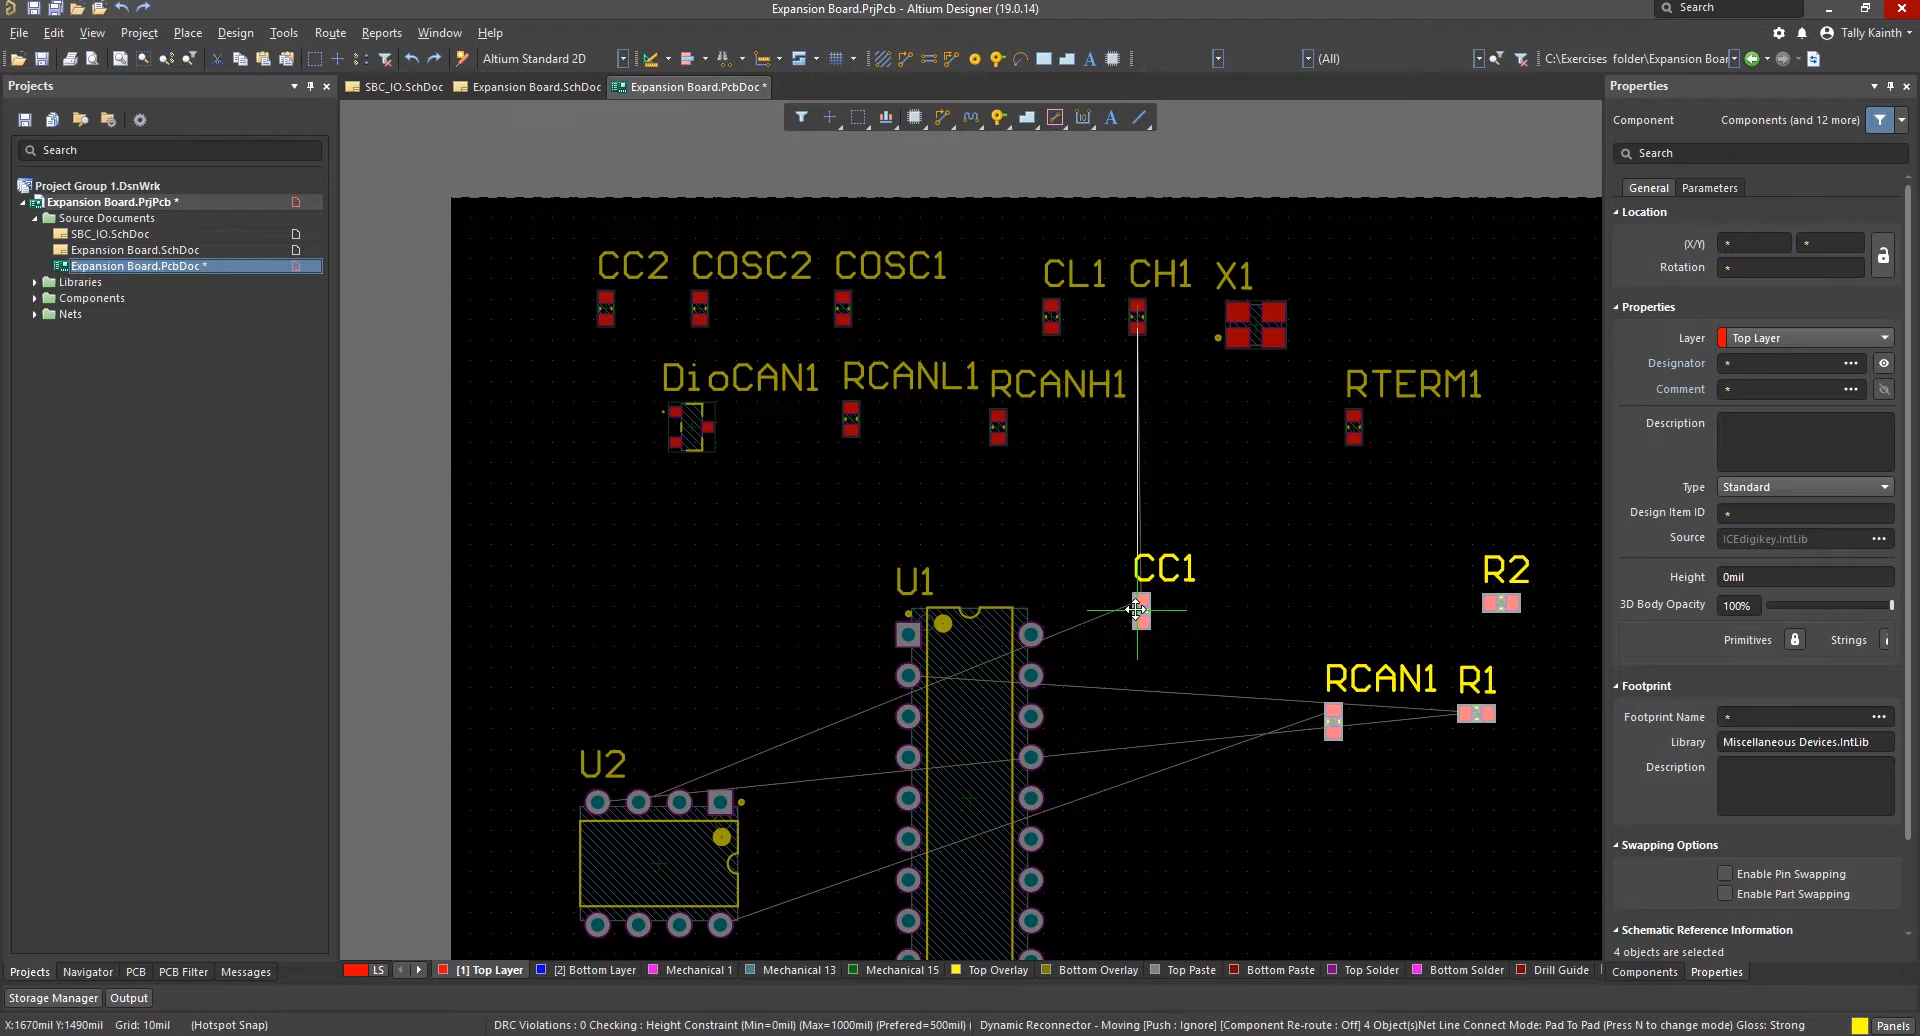 Expansion Board.PrjPcb - Altium Designer (19.0.14)
Search
File Edit View Project Place Design Tools Route Reports Window Help
Tally Kainth
Altium Standard 2D
(All)
C:\Exercises folder\Expansion Boar
Projects
SBC_IO.SchDoc
Expansion Board.SchDoc
Expansion Board.PcbDoc *
Search
Project Group 1.DsnWrk
Expansion Board.PrjPcb *
Source Documents
SBC_IO.SchDoc
Expansion Board.SchDoc
Expansion Board.PcbDoc *
Libraries
Components
Nets
CC2 COSC2 COSC1 CL1 CH1 X1
DioCAN1 RCANL1 RCANH1 RTERM1
U1 CC1 R2
RCAN1 R1
U2
Properties
Component Components (and 12 more)
Search
General Parameters
Location
(X/Y) * *
Rotation *
Properties
Layer Top Layer
Designator *
Comment *
Description
Type Standard
Design Item ID *
Source ICEdigikey.IntLib
Height 0mil
3D Body Opacity 100%
Primitives Strings
Footprint
Footprint Name *
Library Miscellaneous Devices.IntLib
Description
Swapping Options
Enable Pin Swapping
Enable Part Swapping
Schematic Reference Information
4 objects are selected
Components Properties
Projects Navigator PCB PCB Filter Messages
LS [1] Top Layer [2] Bottom Layer Mechanical 1 Mechanical 13 Mechanical 15 Top Overlay Bottom Overlay Top Paste Bottom Paste Top Solder Bottom Solder Drill Guide
Storage Manager Output
X:1670mil Y:1490mil Grid: 10mil (Hotspot Snap) DRC Violations : 0 Checking : Height Constraint (Min=0mil) (Max=1000mil) (Prefered=500mil) Dynamic Reconnector - Moving [Push : Ignore] [Component Re-route : Off] 4 Object(s)Net Line Connect Mode: Pad To Pad (Press N to change mode) Gloss: Strong
Panels